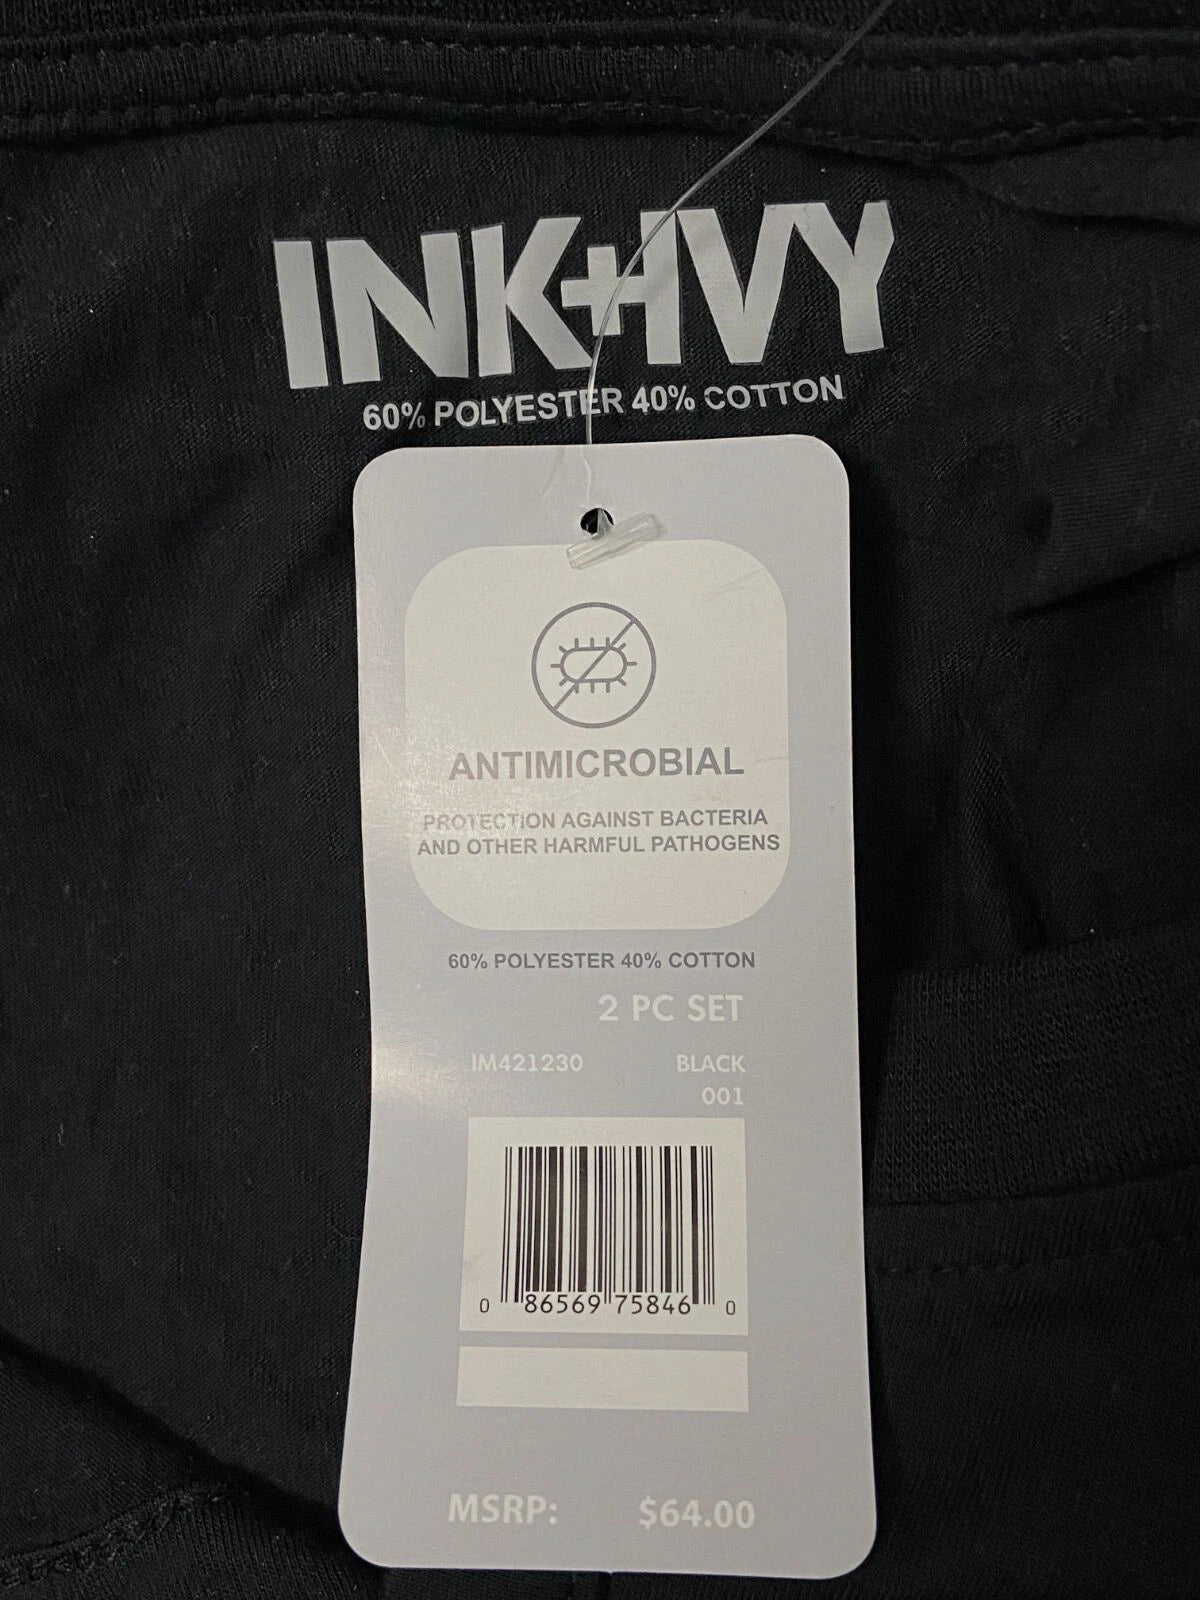 INK+IVY
60% POLYESTER 40% COTTON
ANTIMICROBIAL
PROTECTION AGAINST BACTERIA
AND OTHER HARMFUL PATHOGENS
60% POLYESTER 40% COTTON
2 PC SET
IM421230 BLACK
001
0 86569 75846 0
MSRP: $64.00